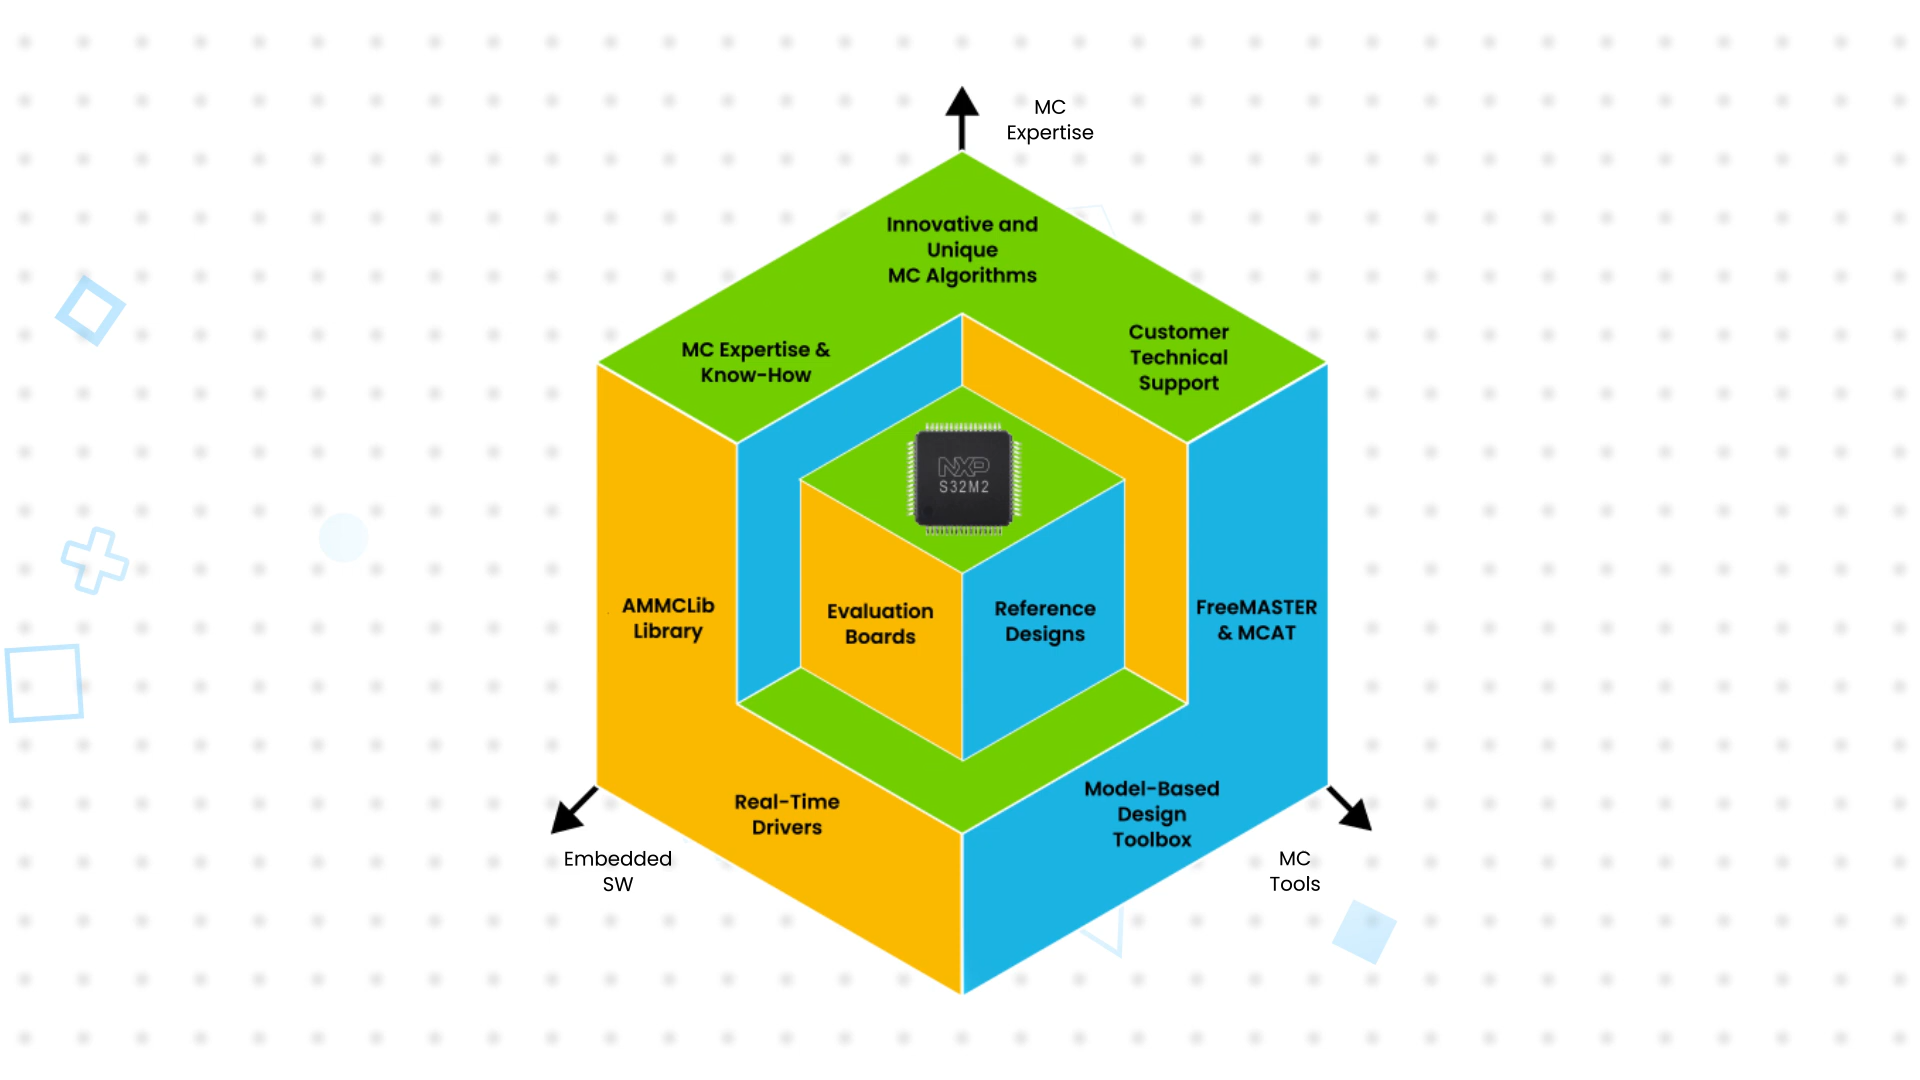 MC
Expertise
Innovative and
Unique
MC Algorithms
MC Expertise &
Know-How
Customer
Technical
Support
NXP
S32M2
AMMCLib
Library
Evaluation
Boards
Reference
Designs
FreeMASTER
& MCAT
Real-Time
Drivers
Model-Based
Design
Toolbox
Embedded
SW
MC
Tools